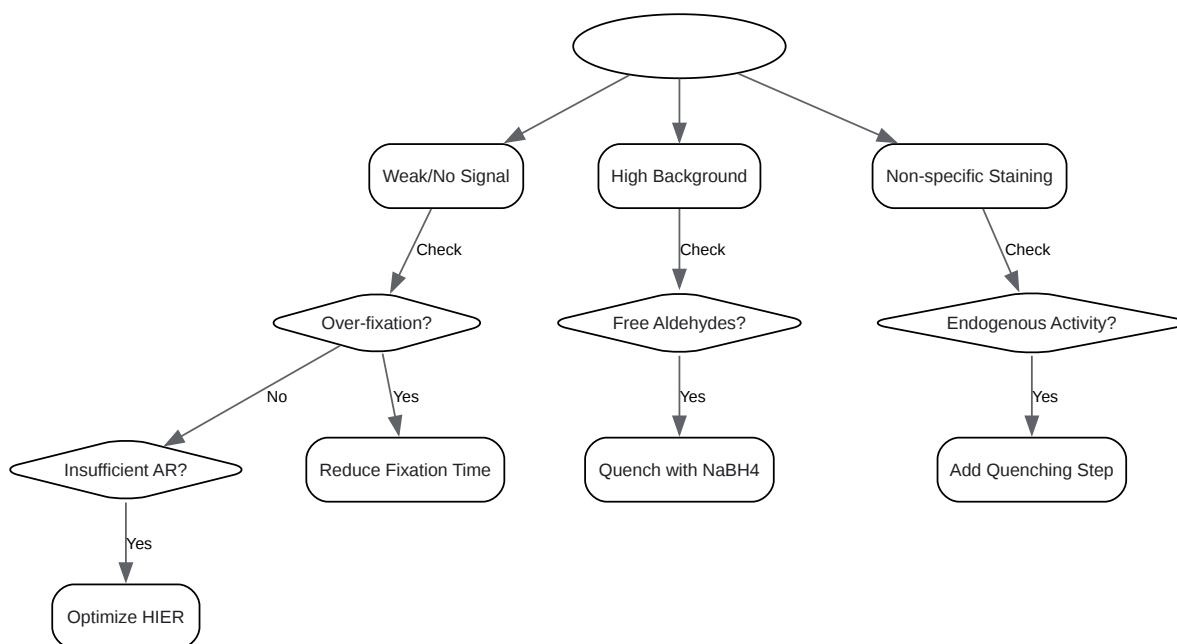 Weak/No Signal
High Background
Non-specific Staining
Check
Check
Check
Over-fixation?
Free Aldehydes?
Endogenous Activity?
No
Yes
Yes
Yes
Insufficient AR?
Reduce Fixation Time
Quench with NaBH4
Add Quenching Step
Yes
Optimize HIER